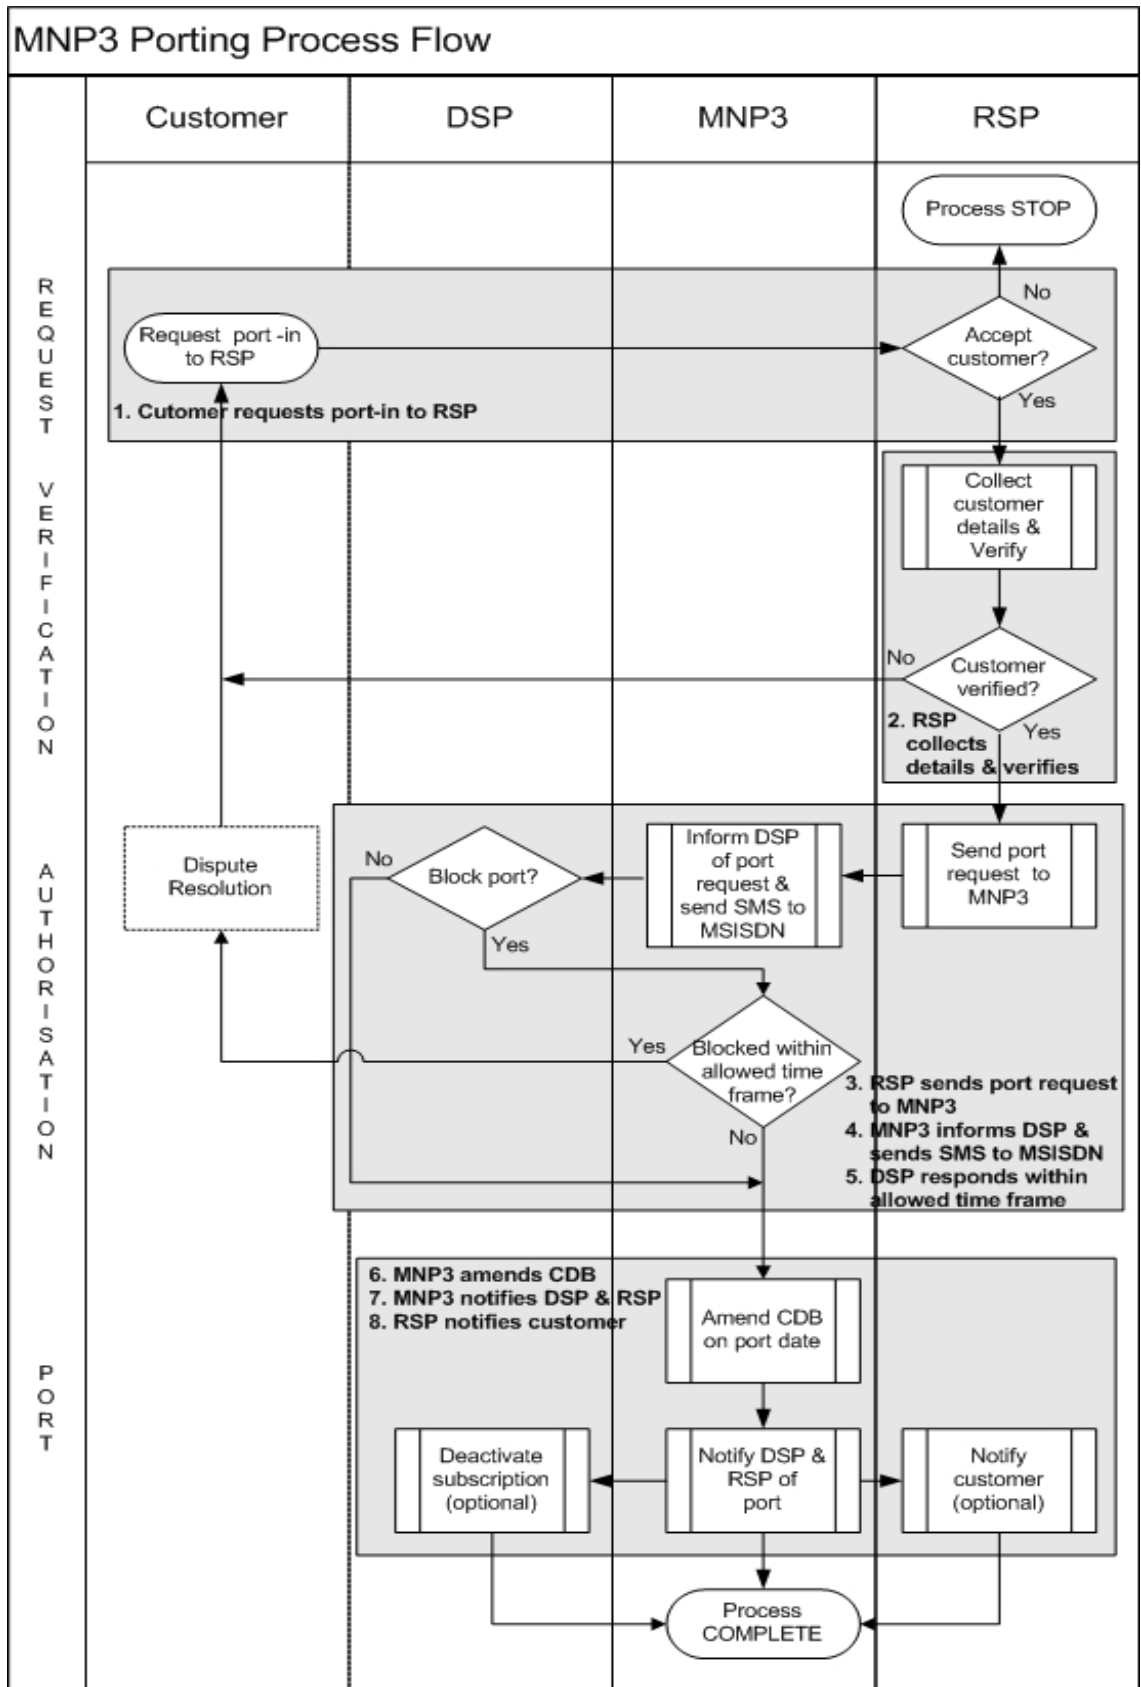 MNP3 Porting Process Flow
Customer
DSP
MNP3
RSP
REQUEST
Process STOP
No
Request port -in
to RSP
Accept
customer?
Yes
1. Cutomer requests port-in to RSP
VERIFICATION
Collect
customer
details &
Verify
No
Customer
verified?
Yes
2. RSP
collects
details & verifies
AUTHORISATION
Dispute
Resolution
No
Block port?
Yes
Inform DSP
of port
request &
send SMS to
MSISDN
Send port
request to
MNP3
Yes
Blocked within
allowed time
frame?
No
3. RSP sends port request
to MNP3
4. MNP3 informs DSP &
sends SMS to MSISDN
5. DSP responds within
allowed time frame
PORT
6. MNP3 amends CDB
7. MNP3 notifies DSP & RSP
8. RSP notifies customer
Amend CDB
on port date
Deactivate
subscription
(optional)
Notify DSP &
RSP of
port
Notify
customer
(optional)
Process
COMPLETE